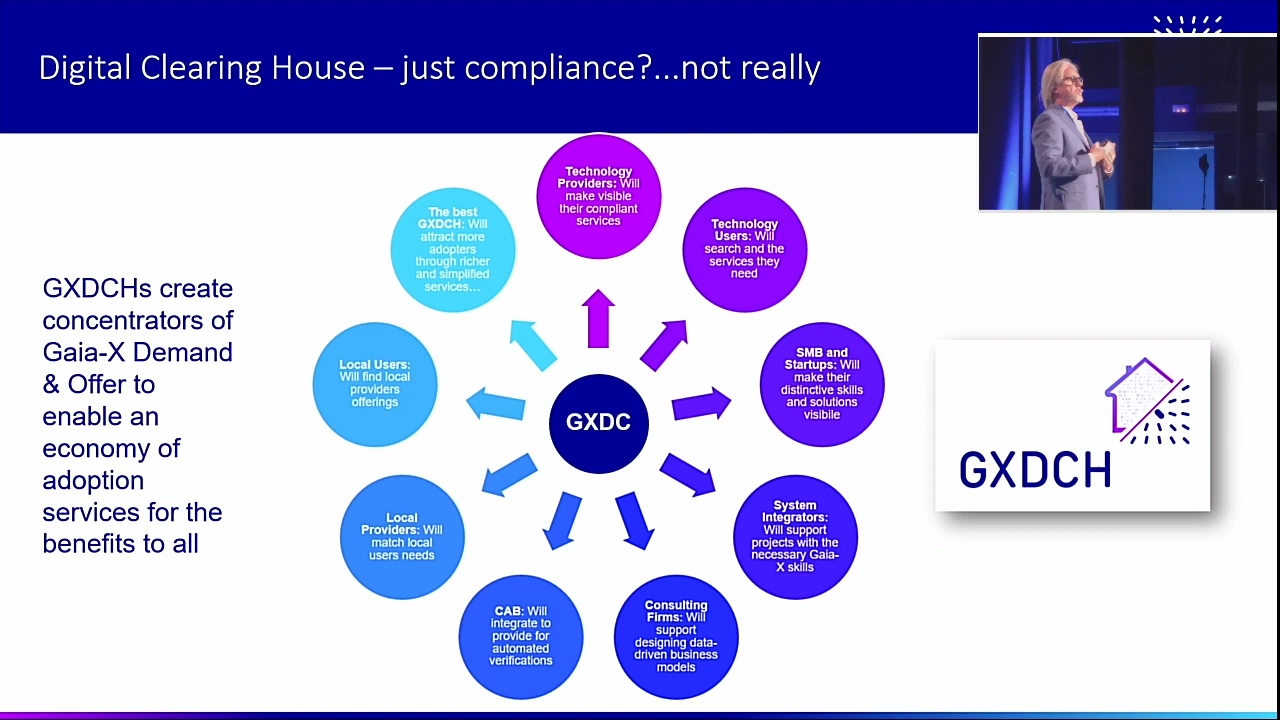 Digital Clearing House – just compliance?...not really
GXDCHs create
concentrators of
Gaia-X Demand
& Offer to
enable an
economy of
adoption
services for the
benefits to all
Technology
Providers: Will
make visible
their compliant
services
Technology
Users: Will
search and the
services they
need
SMB and
Startups: Will
make their
distinctive skills
and solutions
visibile
System
Integrators:
Will support
projects with the
necessary Gaia-
X skills
Consulting
Firms: Will
support
designing data-
driven business
models
CAB: Will
integrate to
provide for
automated
verifications
Local
Providers: Will
match local
users needs
Local Users:
Will find local
providers
offerings
The best
GXDCH: Will
attract more
adopters
through richer
and simplified
services...
GXDC
GXDCH